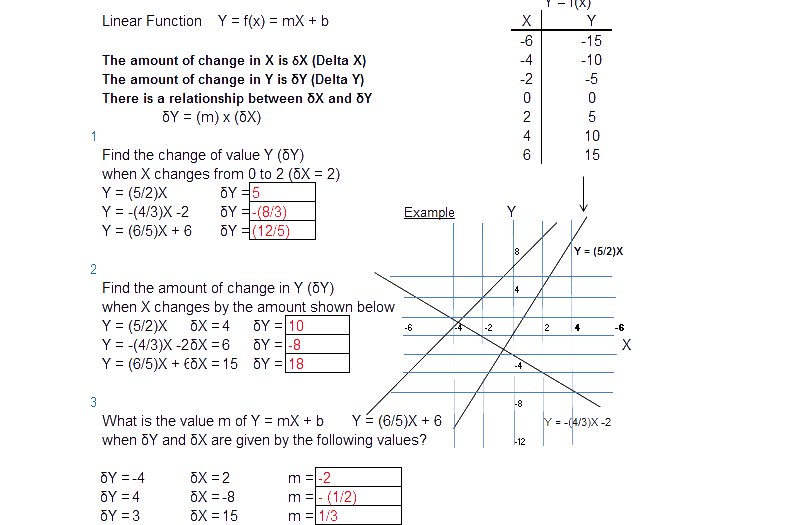 Y = f(x)
Linear Function Y = f(x) = mX + b
X Y
-6 -15
The amount of change in X is δX (Delta X)
-4 -10
The amount of change in Y is δY (Delta Y)
-2 -5
There is a relationship between δX and δY
0 0
δY = (m) x (δX)
2 5
1
4 10
Find the change of value Y (δY)
6 15
when X changes from 0 to 2 (δX = 2)
Y = (5/2)X δY = 5
Y = -(4/3)X -2 δY = -(8/3)
Y = (6/5)X + 6 δY = (12/5)
Example Y
8
Y = (5/2)X
2
Find the amount of change in Y (δY)
4
when X changes by the amount shown below
Y = (5/2)X δX = 4 δY = 10
-6 -4 -2 2 4 -6
Y = -(4/3)X -2 δX = 6 δY = -8
X
Y = (6/5)X + 6 δX = 15 δY = 18
-4
3
-8
What is the value m of Y = mX + b Y = (6/5)X + 6
Y = -(4/3)X -2
when δY and δX are given by the following values?
-12
δY = -4 δX = 2 m = -2
δY = 4 δX = -8 m = - (1/2)
δY = 3 δX = 15 m = 1/3